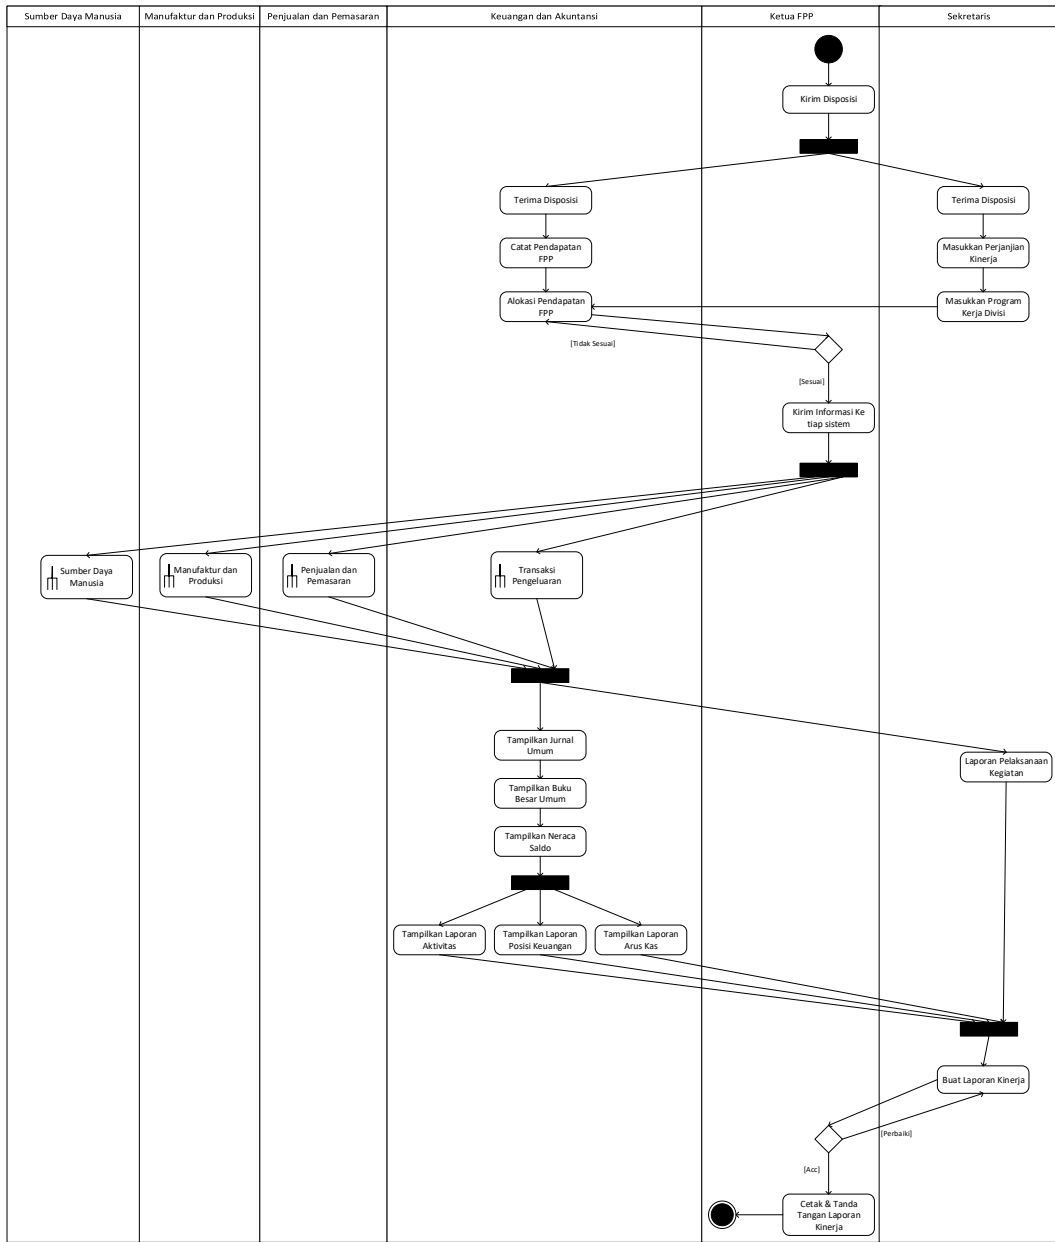 Sumber Daya Manusia
Manufaktur dan Produksi
Penjualan dan Pemasaran
Keuangan dan Akuntansi
Ketua FPP
Sekretaris
Kirim Disposisi
Terima Disposisi
Terima Disposisi
Catat Pendapatan
FPP
Masukkan Perjanjian
Kinerja
Alokasi Pendapatan
FPP
Masukkan Program
Kerja Divisi
[Tidak Sesuai]
[Sesuai]
Kirim Informasi Ke
tiap sistem
Sumber Daya
Manusia
Manufaktur dan
Produksi
Penjualan dan
Pemasaran
Transaksi
Pengeluaran
Tampilkan Jurnal
Umum
Laporan Pelaksanaan
Kegiatan
Tampilkan Buku
Besar Umum
Tampilkan Neraca
Saldo
Tampilkan Laporan
Aktivitas
Tampilkan Laporan
Posisi Keuangan
Tampilkan Laporan
Arus Kas
Buat Laporan Kinerja
[Perbaiki]
[Acc]
Cetak & Tanda
Tangan Laporan
Kinerja